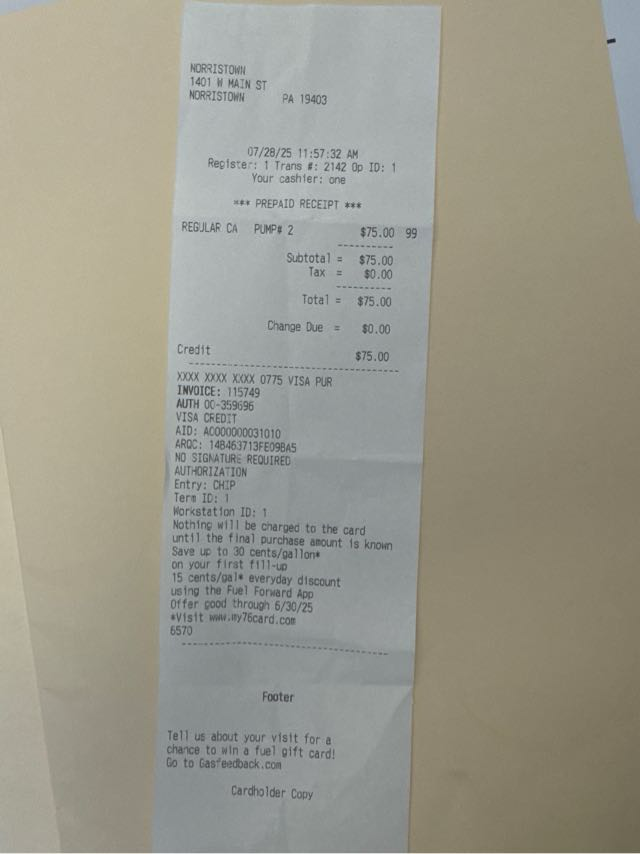 NORRISTOWN
1401 W MAIN ST
NORRISTOWN PA 19403
07/28/25 11:57:32 AM
Register: 1 Trans #: 2142 Op ID: 1
Your cashier: one
*** PREPAID RECEIPT ***
REGULAR CA PUMP# 2 $75.00 99
----------
Subtotal = $75.00
Tax = $0.00
----------
Total = $75.00
Change Due = $0.00
Credit $75.00
XXXX XXXX XXXX 0775 VISA PUR
INVOICE: 115749
AUTH 00-359696
VISA CREDIT
AID: A0000000031010
ARQC: 14B463713FE09BA5
NO SIGNATURE REQUIRED
AUTHORIZATION
Entry: CHIP
Term ID: 1
Workstation ID: 1
Nothing will be charged to the card
until the final purchase amount is known
Save up to 30 cents/gallon*
on your first fill-up
15 cents/gal* everyday discount
using the Fuel Forward App
Offer good through 6/30/25
*Visit www.my76card.com
6570
Footer
Tell us about your visit for a
chance to win a fuel gift card!
Go to Gasfeedback.com
Cardholder Copy